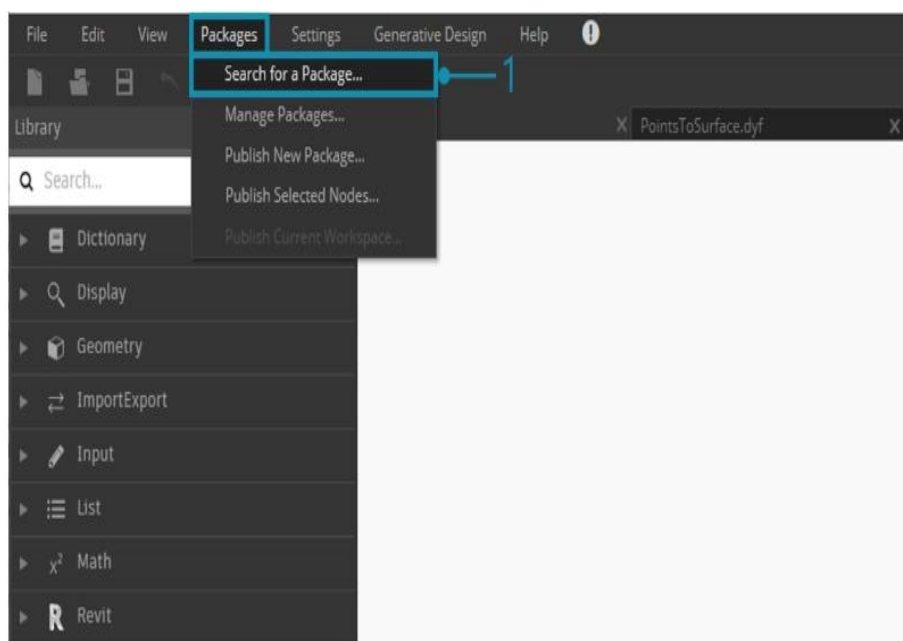 File Edit View Packages Settings Generative Design Help
Search for a Package... 1
Library
Manage Packages...
PointsToSurface.dyf
Publish New Package...
Search...
Publish Selected Nodes...
Dictionary
Publish Current Workspace...
Display
Geometry
ImportExport
Input
List
Math
Revit